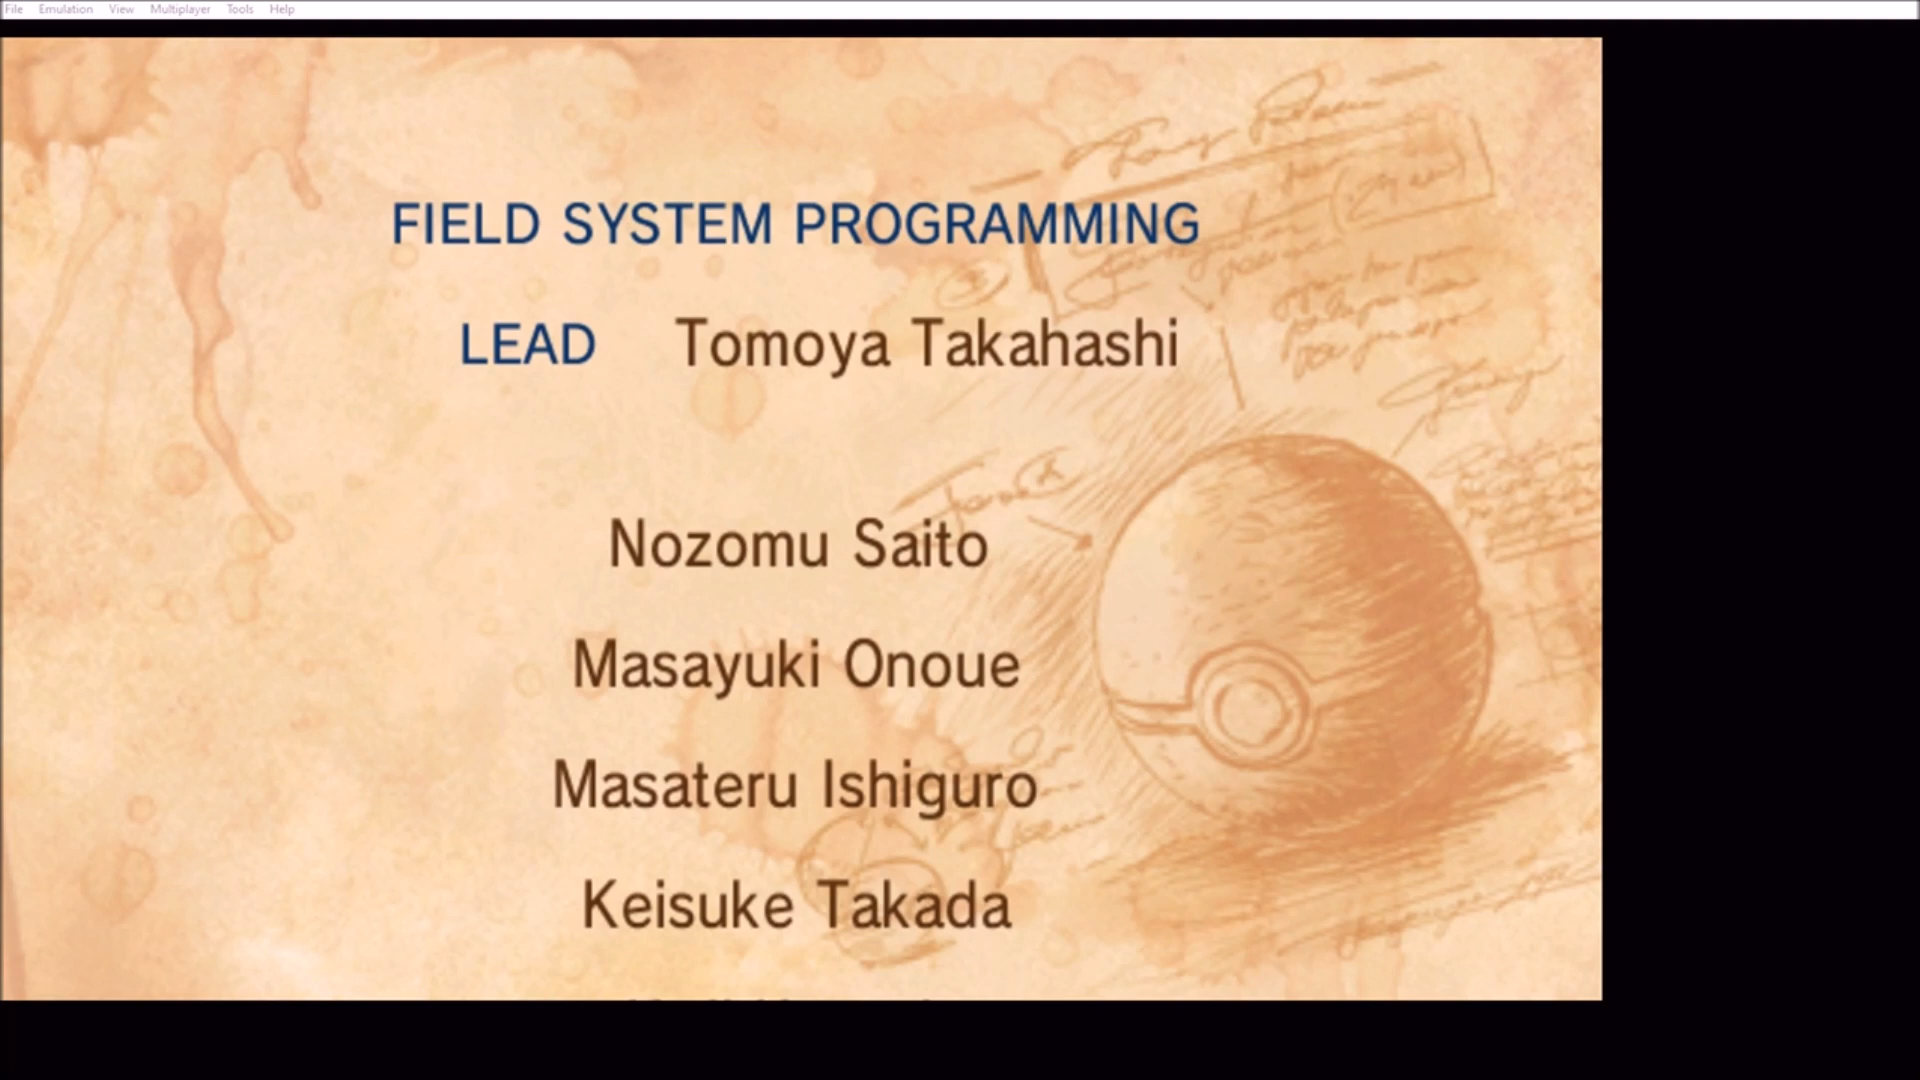 File Emulation View Multiplayer Tools Help
FIELD SYSTEM PROGRAMMING
LEAD Tomoya Takahashi
Nozomu Saito
Masayuki Onoue
Masateru Ishiguro
Keisuke Takada